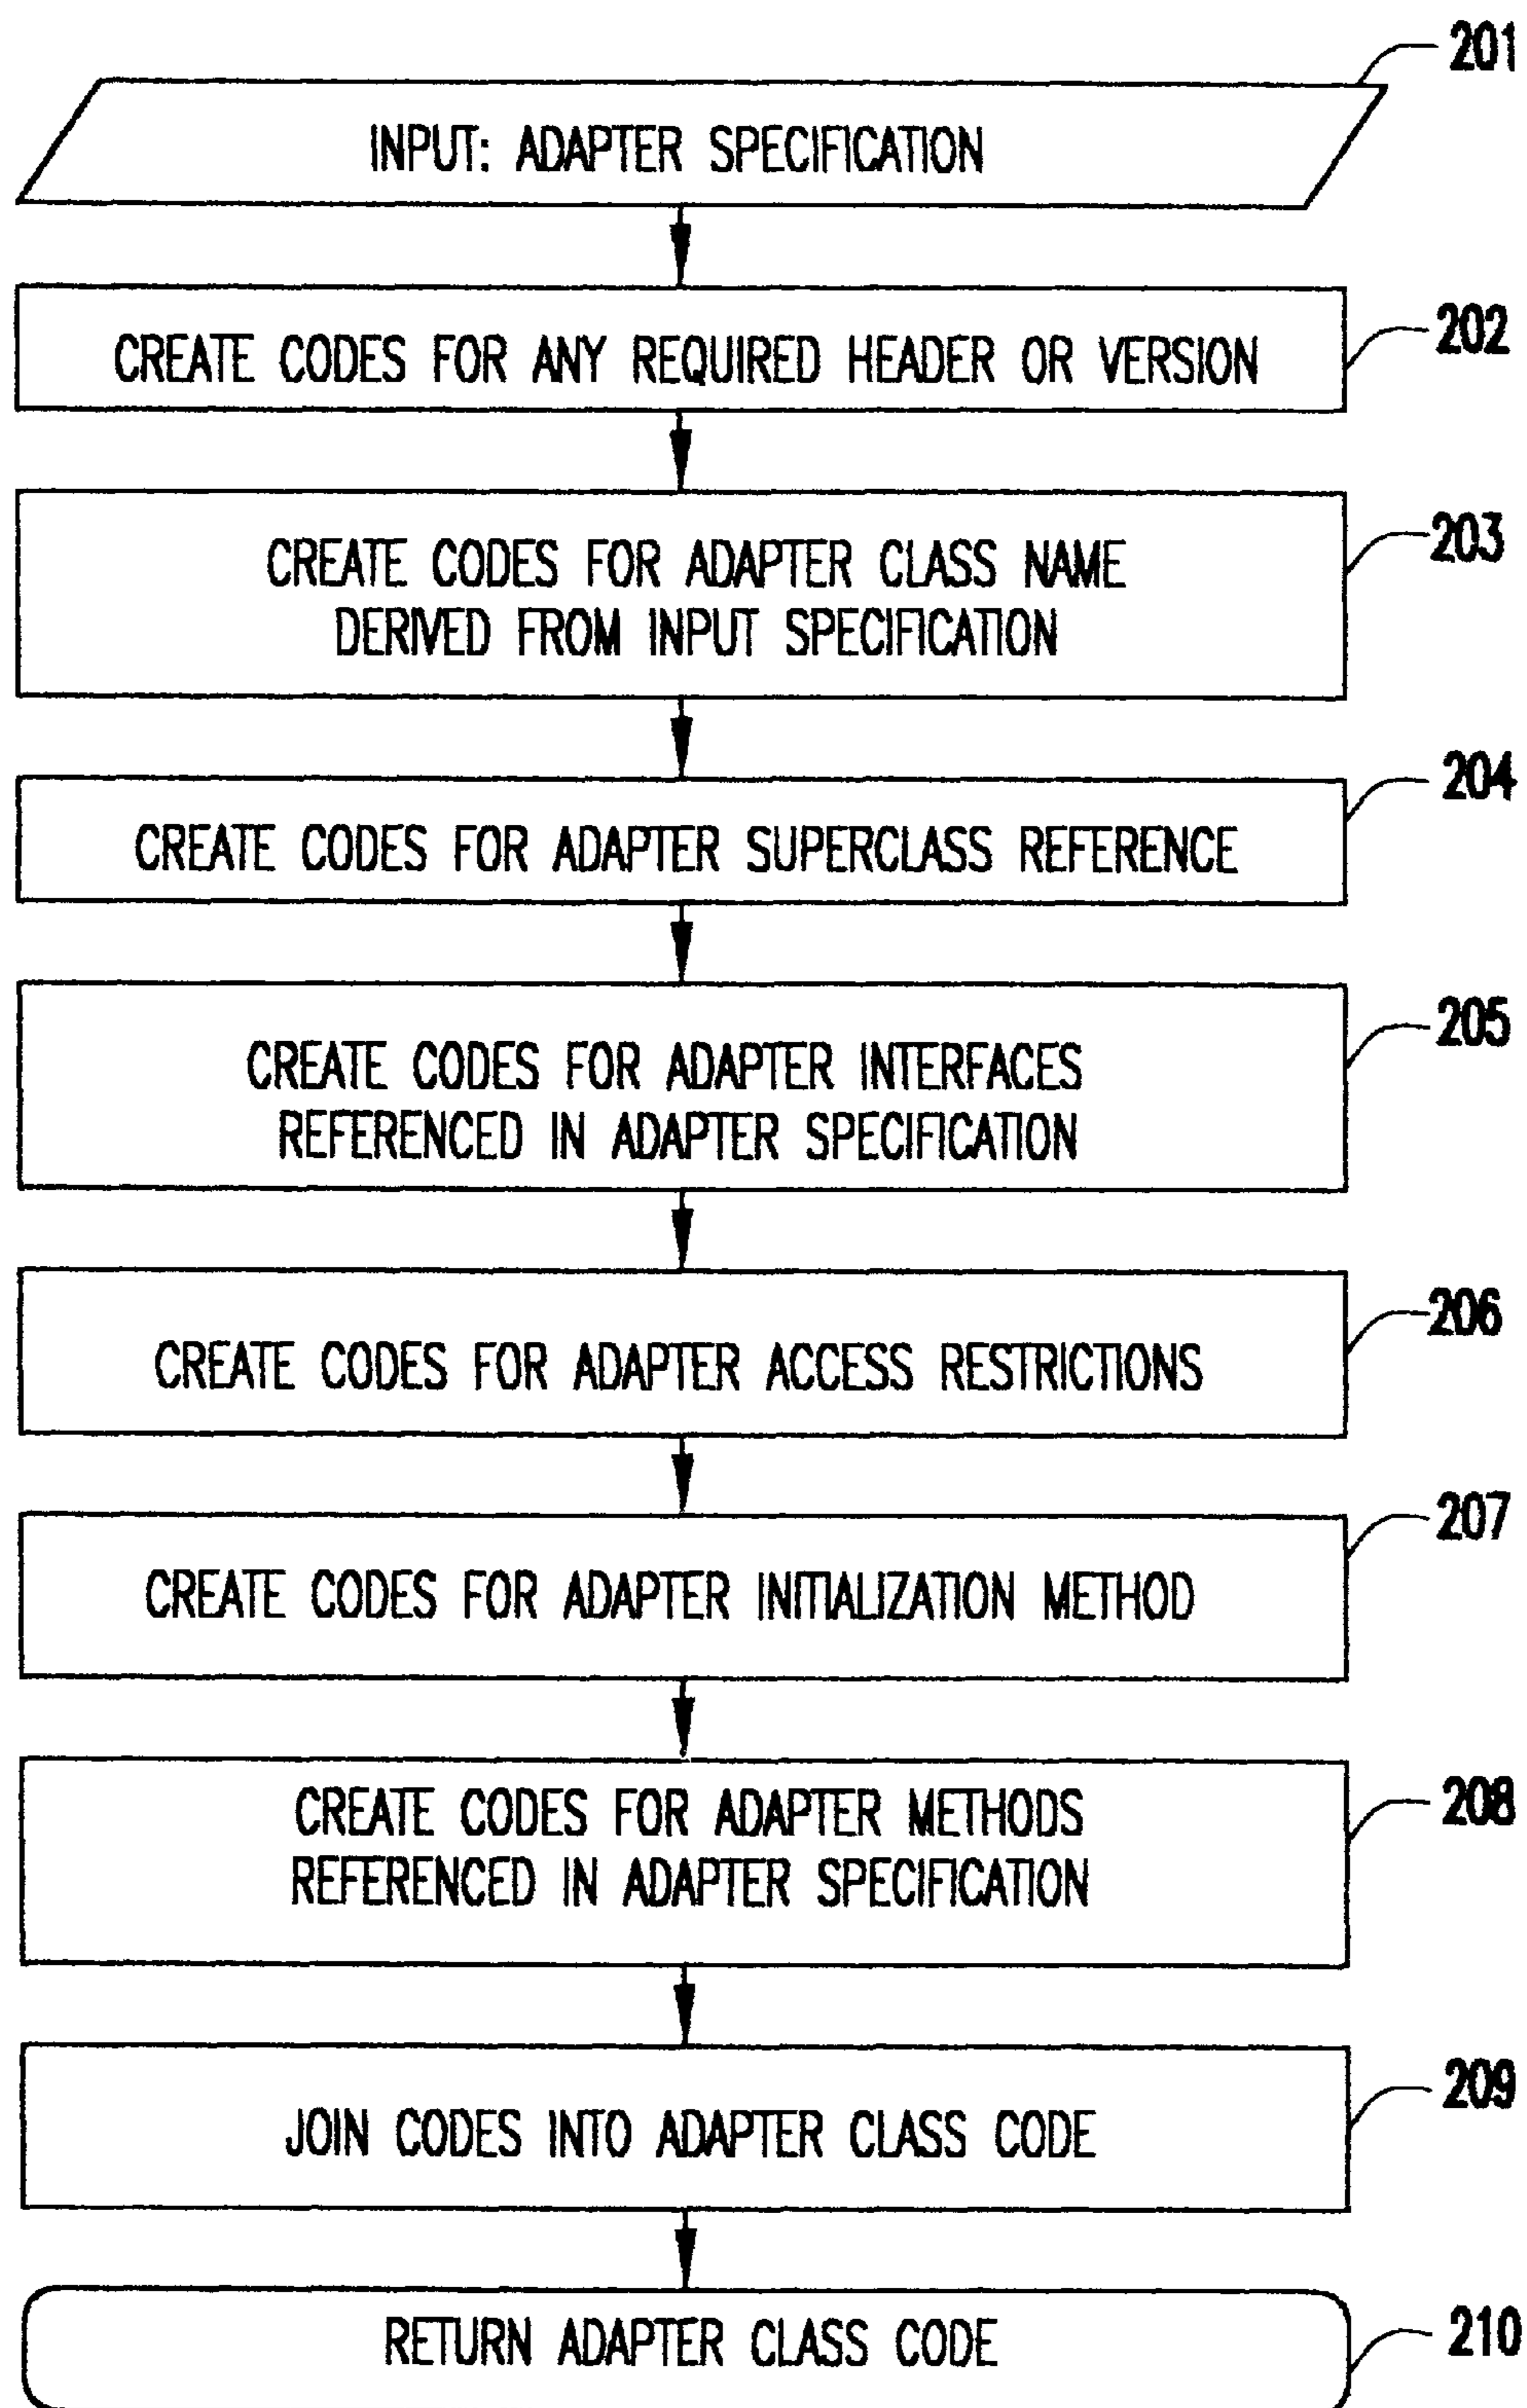 201
INPUT: ADAPTER SPECIFICATION
202
CREATE CODES FOR ANY REQUIRED HEADER OR VERSION
203
CREATE CODES FOR ADAPTER CLASS NAME
DERIVED FROM INPUT SPECIFICATION
204
CREATE CODES FOR ADAPTER SUPERCLASS REFERENCE
205
CREATE CODES FOR ADAPTER INTERFACES
REFERENCED IN ADAPTER SPECIFICATION
206
CREATE CODES FOR ADAPTER ACCESS RESTRICTIONS
207
CREATE CODES FOR ADAPTER INITIALIZATION METHOD
208
CREATE CODES FOR ADAPTER METHODS
REFERENCED IN ADAPTER SPECIFICATION
209
JOIN CODES INTO ADAPTER CLASS CODE
210
RETURN ADAPTER CLASS CODE